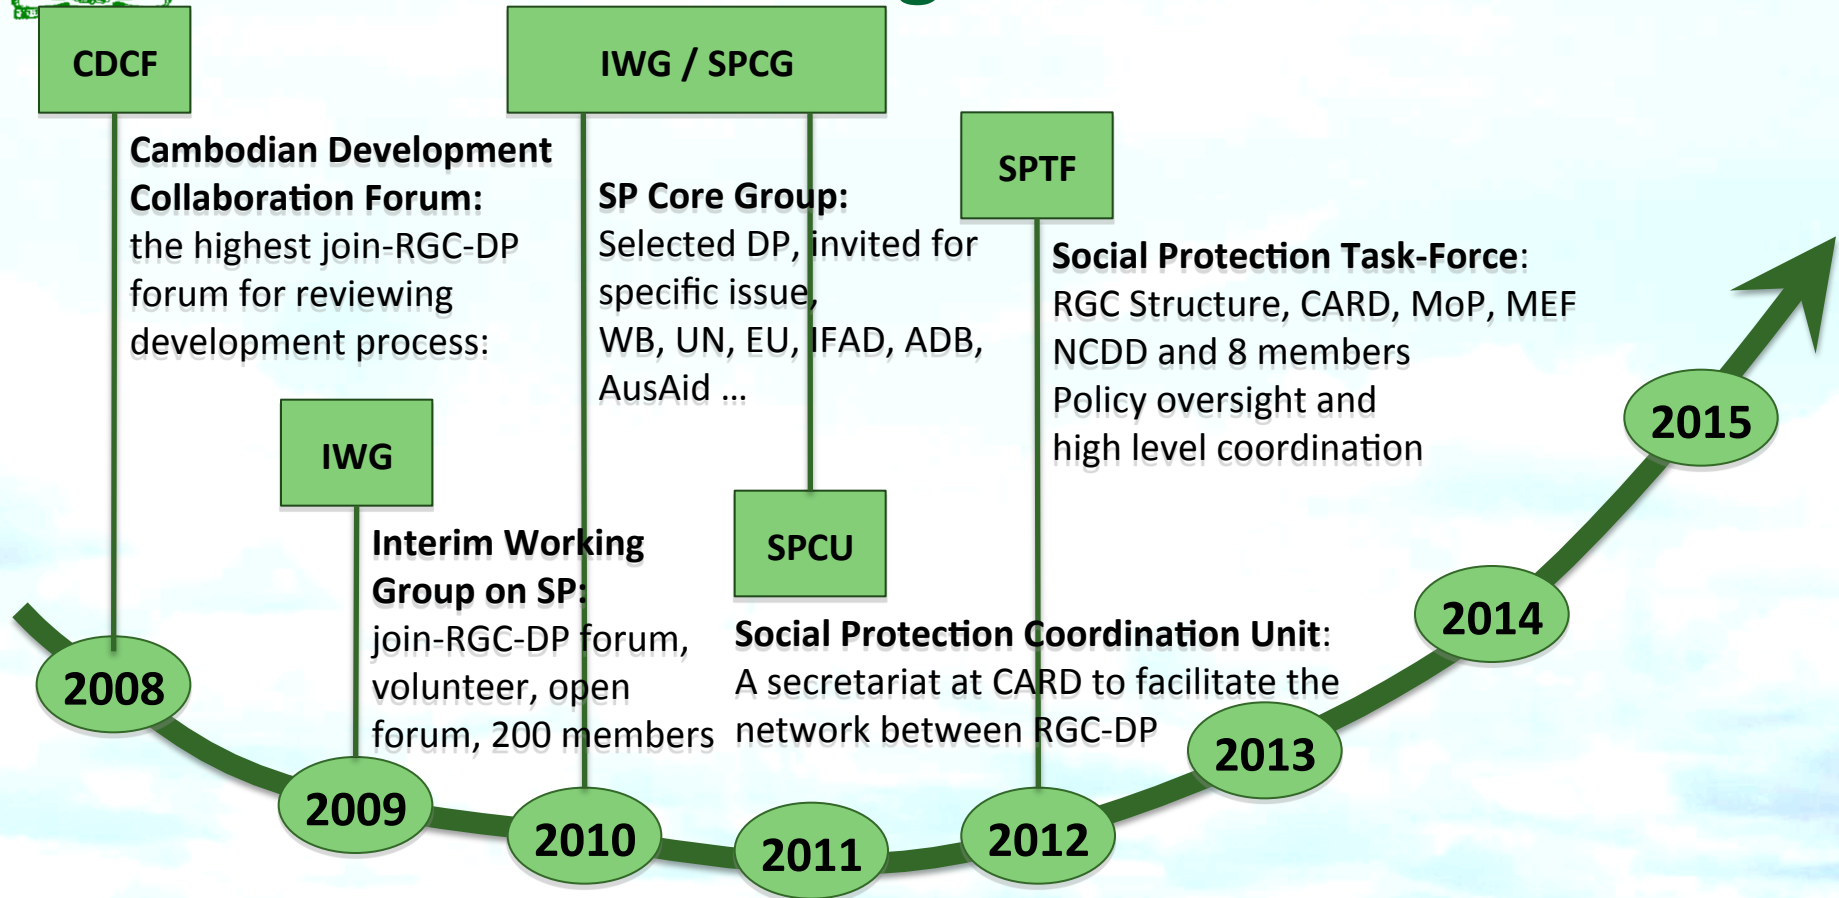 CDCF
IWG / SPCG
Cambodian Development
Collaboration Forum:
the highest join-RGC-DP
forum for reviewing
development process:
SP Core Group:
Selected DP, invited for
specific issue,
WB, UN, EU, IFAD, ADB,
AusAid ...
SPTF
Social Protection Task-Force:
RGC Structure, CARD, MoP, MEF
NCDD and 8 members
Policy oversight and
high level coordination
IWG
Interim Working
Group on SP:
join-RGC-DP forum,
volunteer, open
forum, 200 members
SPCU
Social Protection Coordination Unit:
A secretariat at CARD to facilitate the
network between RGC-DP
2008
2009
2010
2011
2012
2013
2014
2015